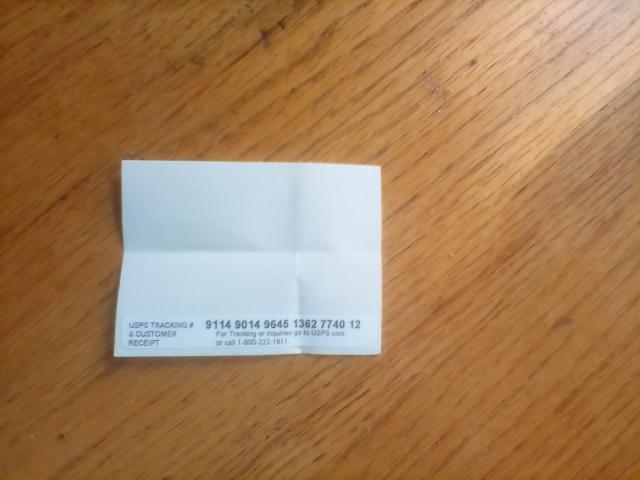 USPS TRACKING # 9114 9014 9645 1362 7740 12
& CUSTOMER For Tracking or inquiries go to USPS.com
RECEIPT or call 1-800-222-1811.